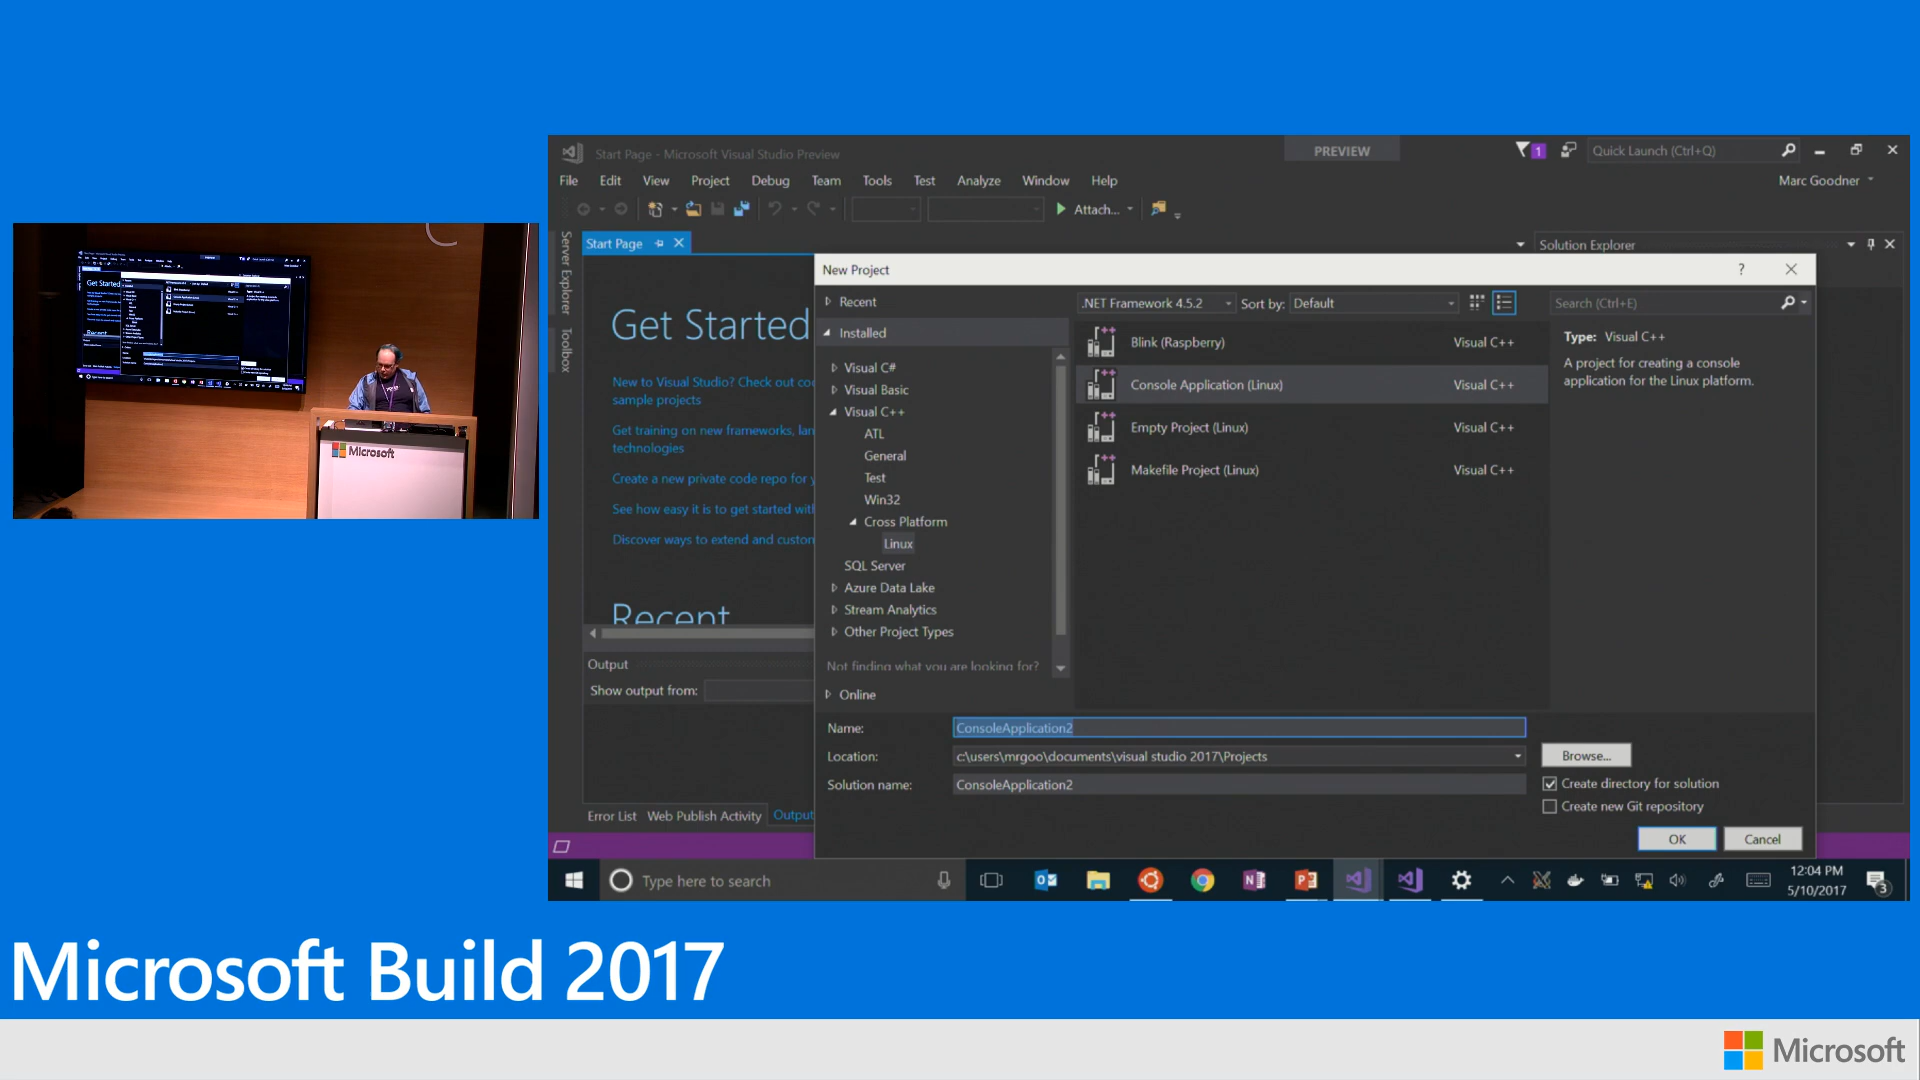 Start Page - Microsoft Visual Studio Preview
PREVIEW
1
Quick Launch (Ctrl+Q)
File Edit View Project Debug Team Tools Test Analyze Window Help
Marc Goodner
Attach...
Server Explorer
Toolbox
Start Page
Solution Explorer
Get Started
New to Visual Studio? Check out
sample projects
Get training on new frameworks,
technologies
Create a new private code repo for
See how easy it is to get started
Discover ways to extend and
Recent
Output
Show output from:
Error List Web Publish Activity Output
New Project
?
Recent
Installed
Visual C#
Visual Basic
Visual C++
ATL
General
Test
Win32
Cross Platform
Linux
SQL Server
Azure Data Lake
Stream Analytics
Other Project Types
Not finding what you are looking for?
Online
.NET Framework 4.5.2 Sort by: Default
Blink (Raspberry) Visual C++
Console Application (Linux) Visual C++
Empty Project (Linux) Visual C++
Makefile Project (Linux) Visual C++
Search (Ctrl+E)
Type: Visual C++
A project for creating a console
application for the Linux platform.
Name: ConsoleApplication2
Location: c:\users\mrgoo\documents\visual studio 2017\Projects
Browse...
Solution name: ConsoleApplication2
Create directory for solution
Create new Git repository
OK Cancel
Type here to search
12:04 PM
5/10/2017
3
Get Started
Recent
Microsoft
Microsoft Build 2017
Microsoft